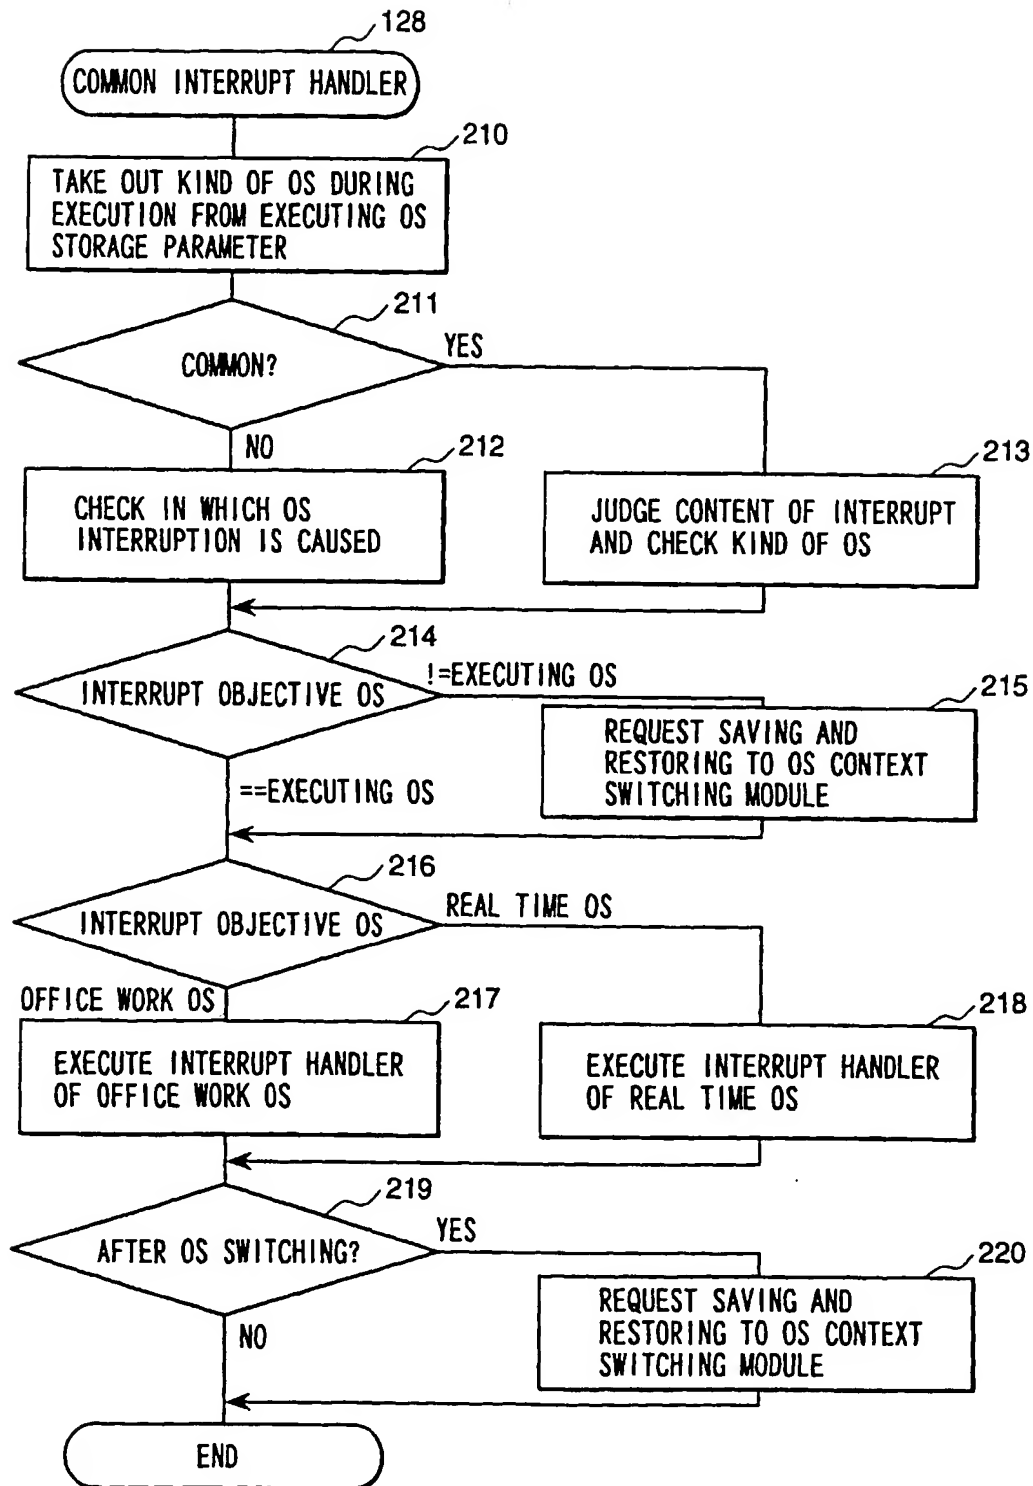 128
COMMON INTERRUPT HANDLER
210
TAKE OUT KIND OF OS DURING
EXECUTION FROM EXECUTING OS
STORAGE PARAMETER
211
COMMON?
YES
NO
212
CHECK IN WHICH OS
INTERRUPTION IS CAUSED
213
JUDGE CONTENT OF INTERRUPT
AND CHECK KIND OF OS
214
INTERRUPT OBJECTIVE OS
!=EXECUTING OS
==EXECUTING OS
215
REQUEST SAVING AND
RESTORING TO OS CONTEXT
SWITCHING MODULE
216
INTERRUPT OBJECTIVE OS
REAL TIME OS
OFFICE WORK OS
217
EXECUTE INTERRUPT HANDLER
OF OFFICE WORK OS
218
EXECUTE INTERRUPT HANDLER
OF REAL TIME OS
219
AFTER OS SWITCHING?
YES
NO
220
REQUEST SAVING AND
RESTORING TO OS CONTEXT
SWITCHING MODULE
END